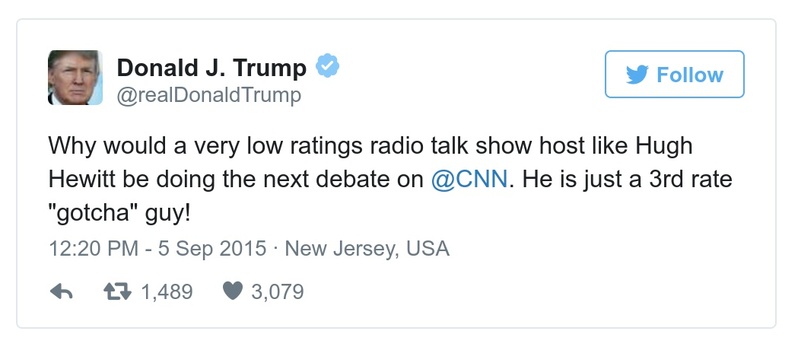 Donald J. Trump
@realDonaldTrump
Follow
Why would a very low ratings radio talk show host like Hugh
Hewitt be doing the next debate on @CNN. He is just a 3rd rate
"gotcha" guy!
12:20 PM - 5 Sep 2015 · New Jersey, USA
1,489 3,079